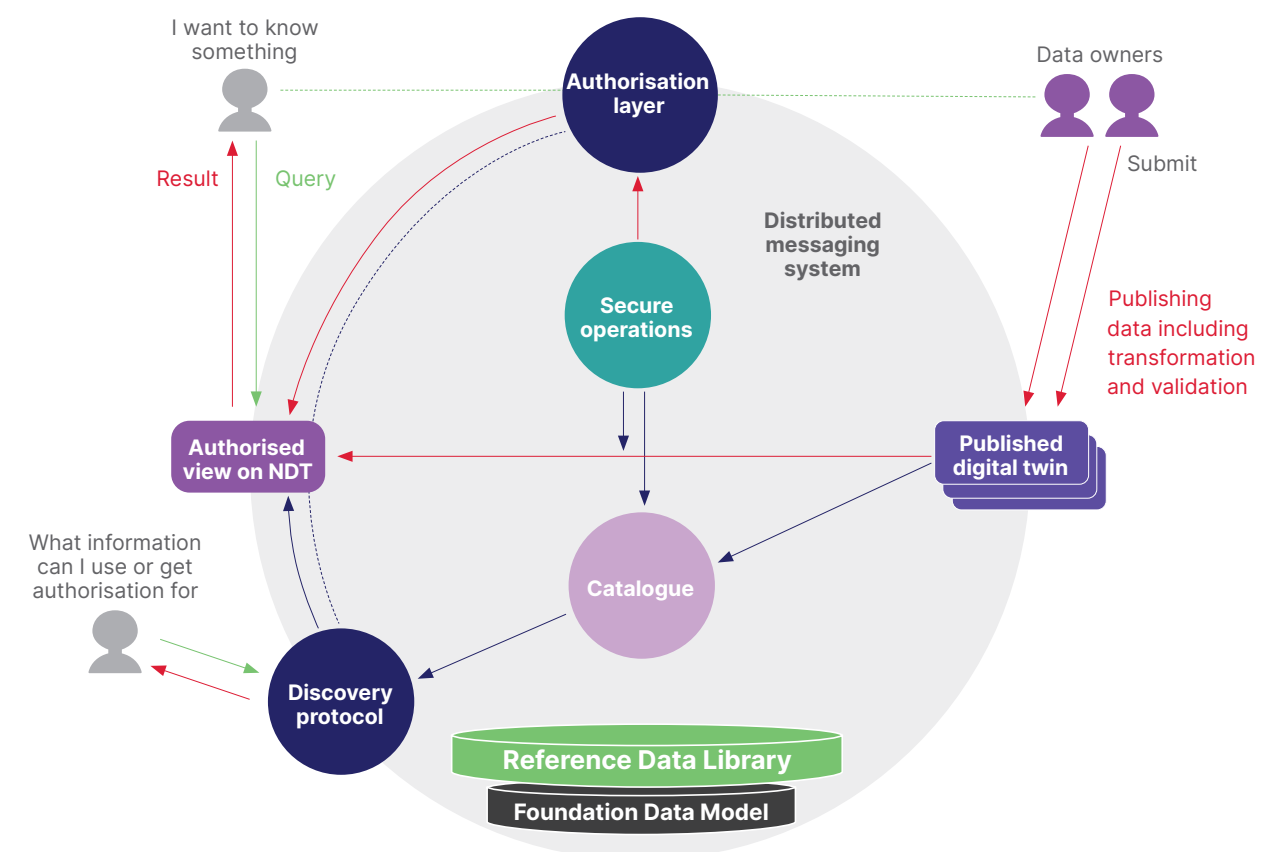 I want to know
something
Authorisation
layer
Data owners
Result
Query
Submit
Distributed
messaging
system
Secure
operations
Publishing
data including
transformation
and validation
Authorised
view on NDT
Published
digital twin
What information
can I use or get
authorisation for
Catalogue
Discovery
protocol
Reference Data Library
Foundation Data Model